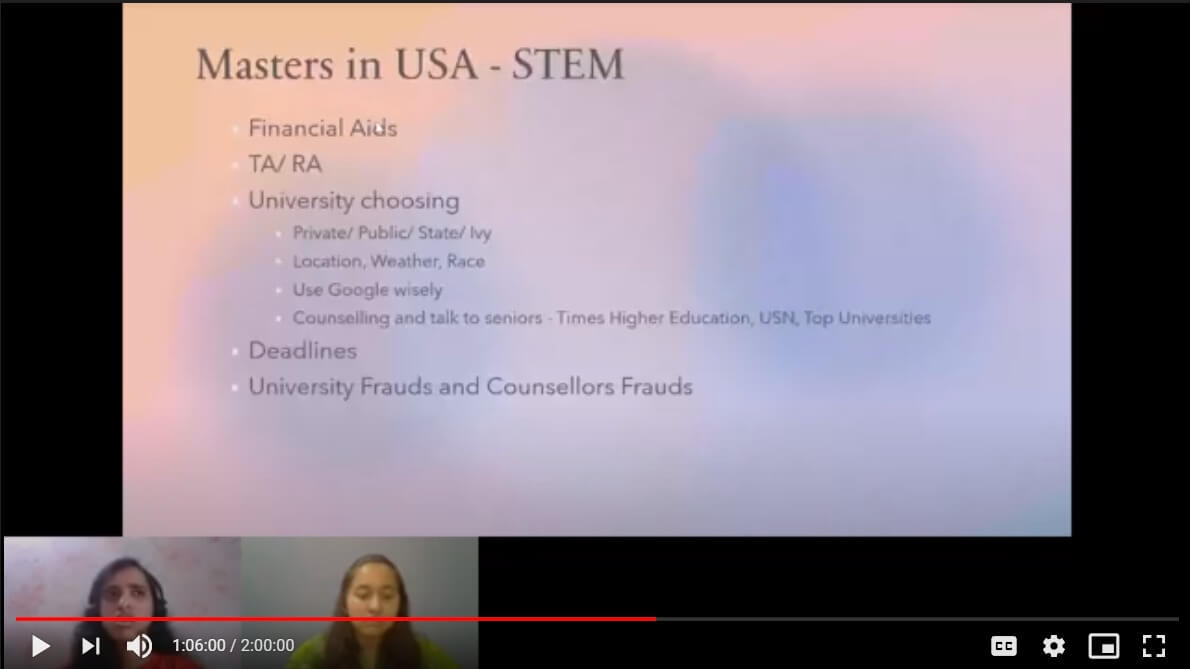 Masters in USA - STEM
Financial Aids
TA/ RA
University choosing
Private/ Public/ State/ Ivy
Location, Weather, Race
Use Google wisely
Counselling and talk to seniors - Times Higher Education, USN, Top Universities
Deadlines
University Frauds and Counsellors Frauds
1:06:00 / 2:00:00
CC